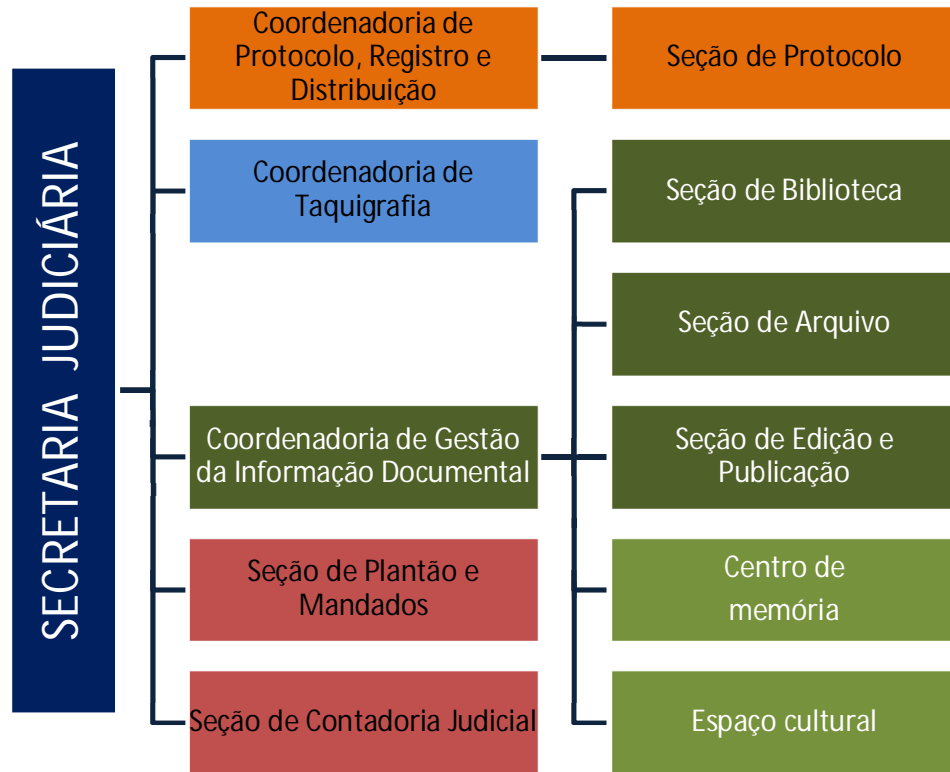 SECRETARIA JUDICIÁRIA
Coordenadoria de
Protocolo, Registro e
Distribuição
Seção de Protocolo
Coordenadoria de
Taquigrafia
Seção de Biblioteca
Seção de Arquivo
Coordenadoria de Gestão
da Informação Documental
Seção de Edição e
Publicação
Seção de Plantão e
Mandados
Centro de
memória
Seção de Contadoria Judicial
Espaço cultural